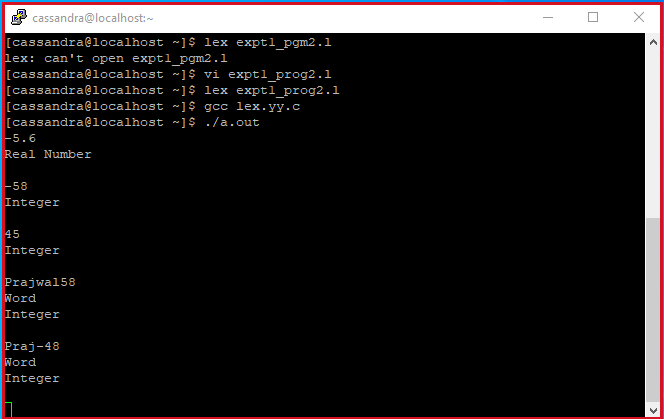 cassandra@localhost:~
[cassandra@localhost ~]$ lex expt1_pgm2.l
lex: can't open expt1_pgm2.l
[cassandra@localhost ~]$ vi expt1_prog2.l
[cassandra@localhost ~]$ lex expt1_prog2.l
[cassandra@localhost ~]$ gcc lex.yy.c
[cassandra@localhost ~]$ ./a.out
-5.6
Real Number
-58
Integer
45
Integer
Prajwal58
Word
Integer
Praj-48
Word
Integer